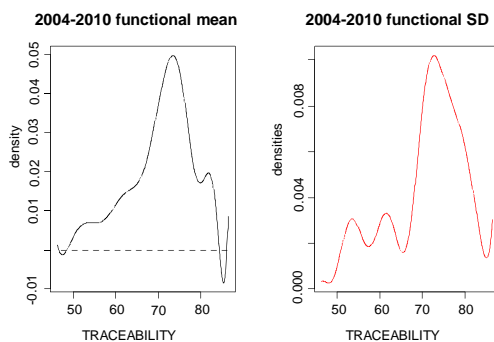 2004-2010 functional mean
density
0.05
0.04
0.03
0.02
0.01
-0.01
50 60 70 80
TRACEABILITY
2004-2010 functional SD
densities
0.008
0.004
0.000
50 60 70 80
TRACEABILITY